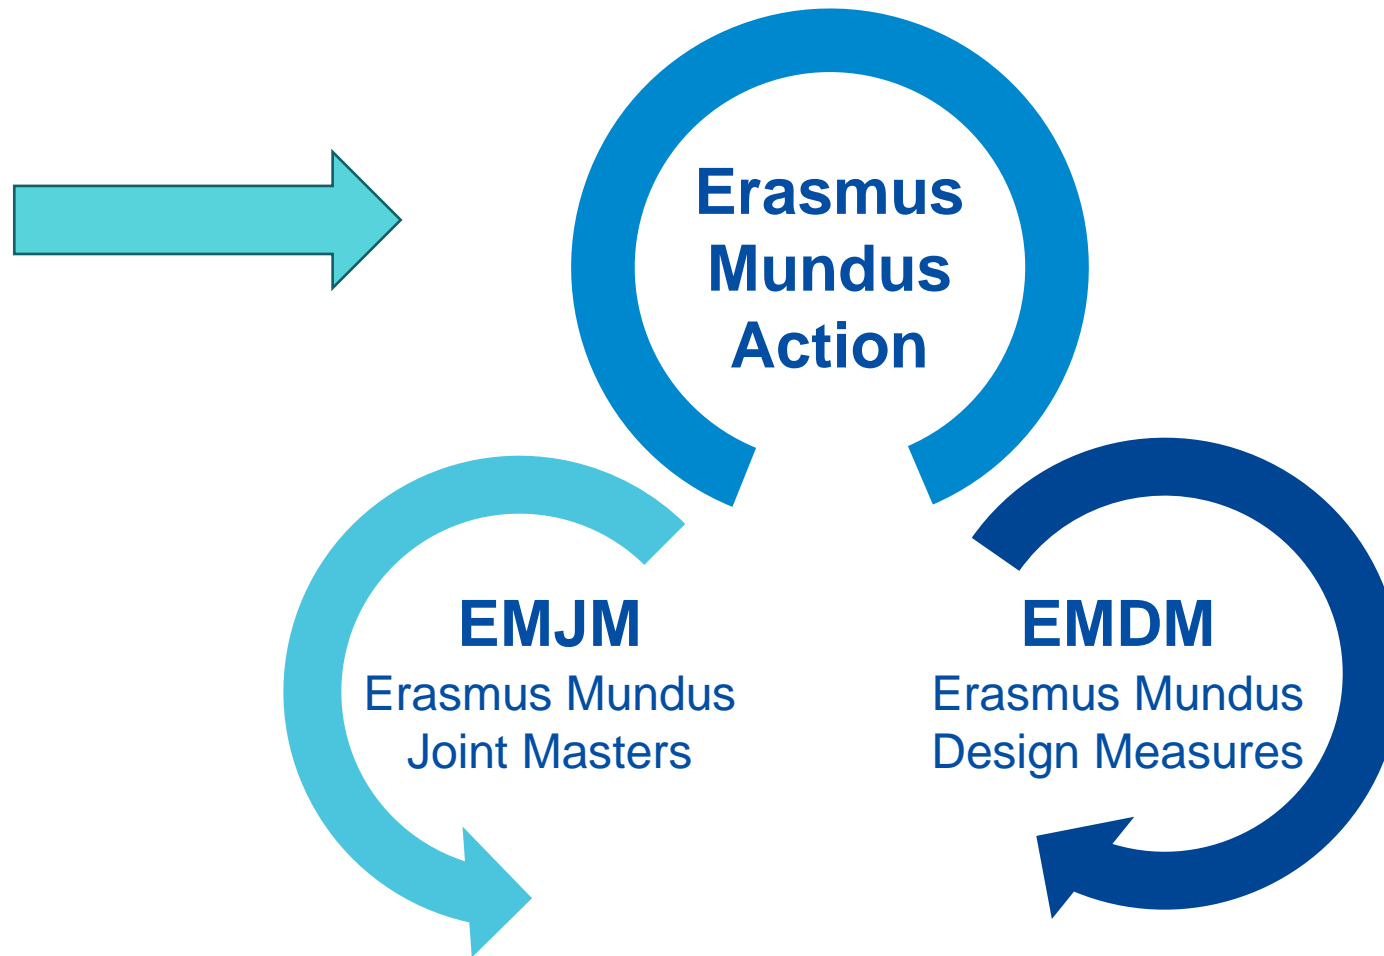 Erasmus
Mundus
Action
EMJM
Erasmus Mundus
Joint Masters
EMDM
Erasmus Mundus
Design Measures